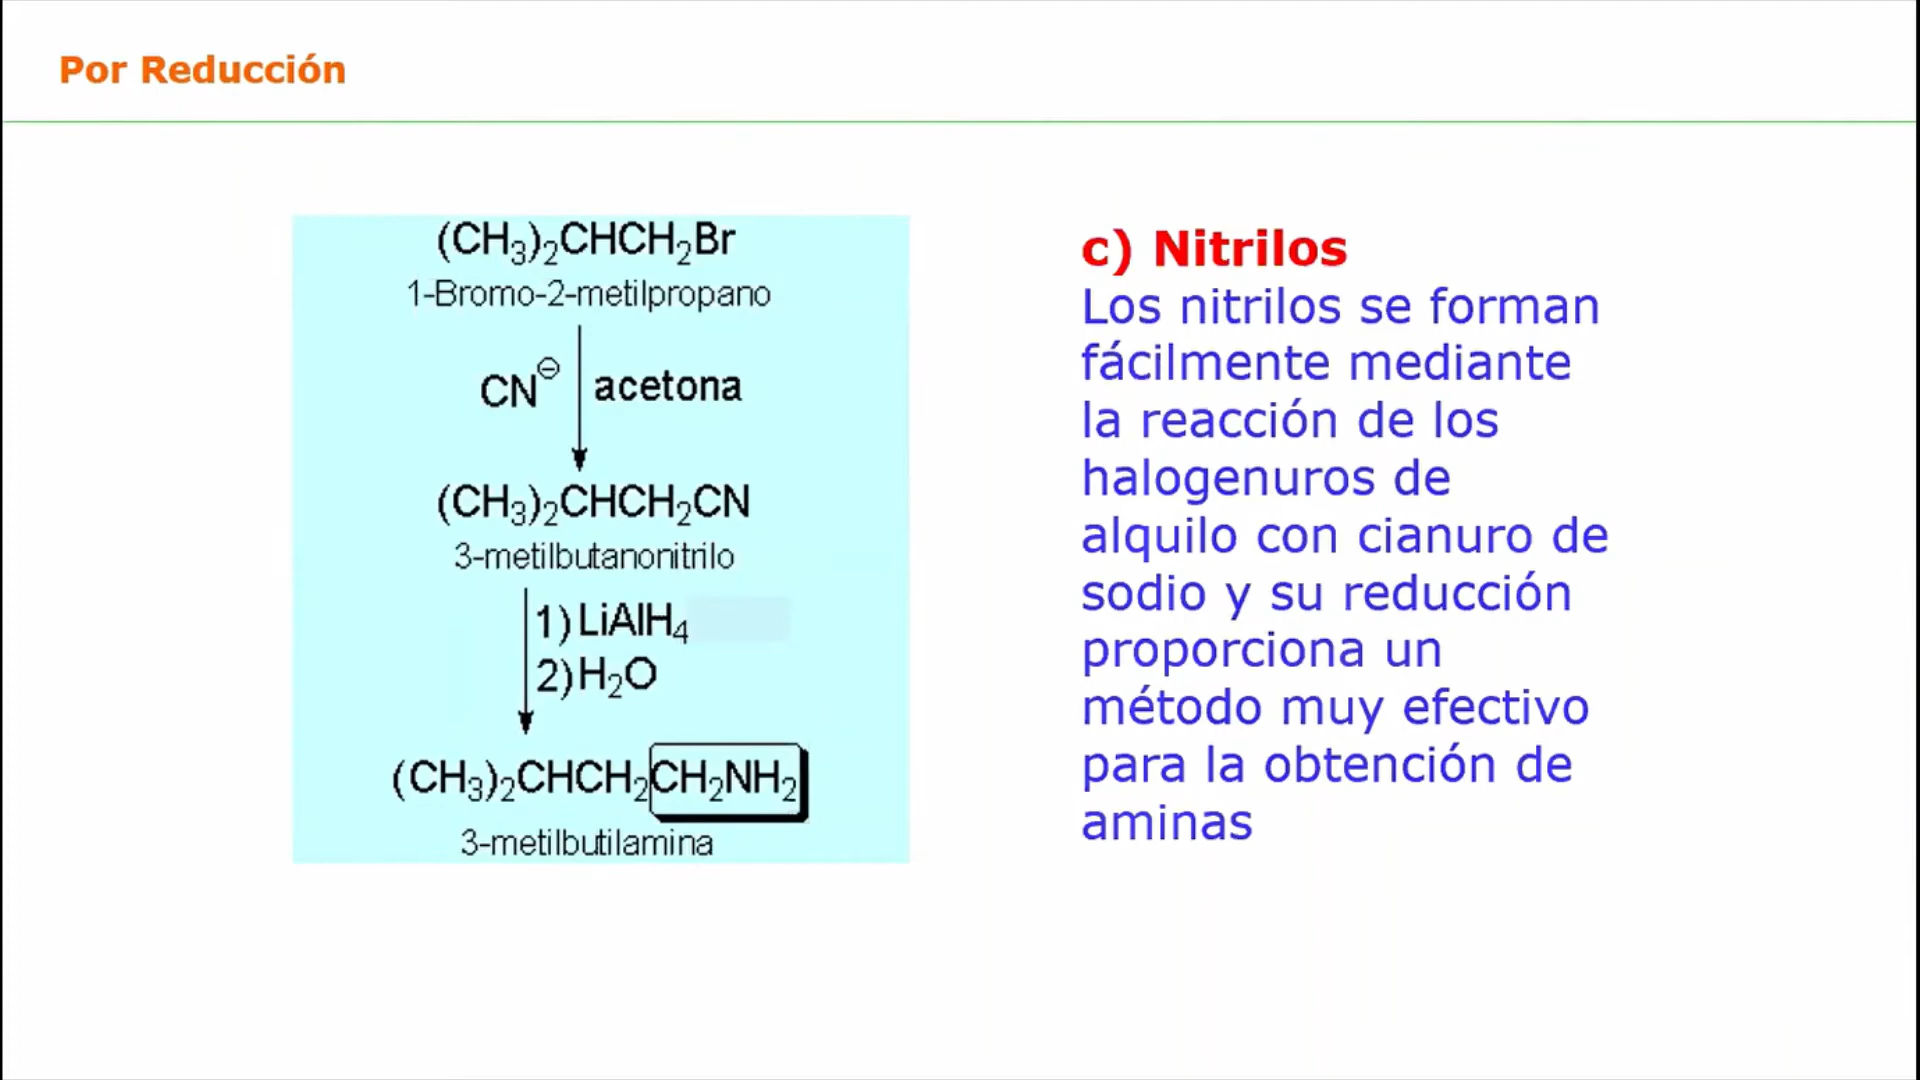 Por Reducción
(CH₃)₂CHCH₂Br
1-Bromo-2-metilpropano
CN⊖ acetona
(CH₃)₂CHCH₂CN
3-metilbutanonitrilo
1) LiAlH₄
2) H₂O
(CH₃)₂CHCH₂CH₂NH₂
3-metilbutilamina
c) Nitrilos
Los nitrilos se forman
fácilmente mediante
la reacción de los
halogenuros de
alquilo con cianuro de
sodio y su reducción
proporciona un
método muy efectivo
para la obtención de
aminas